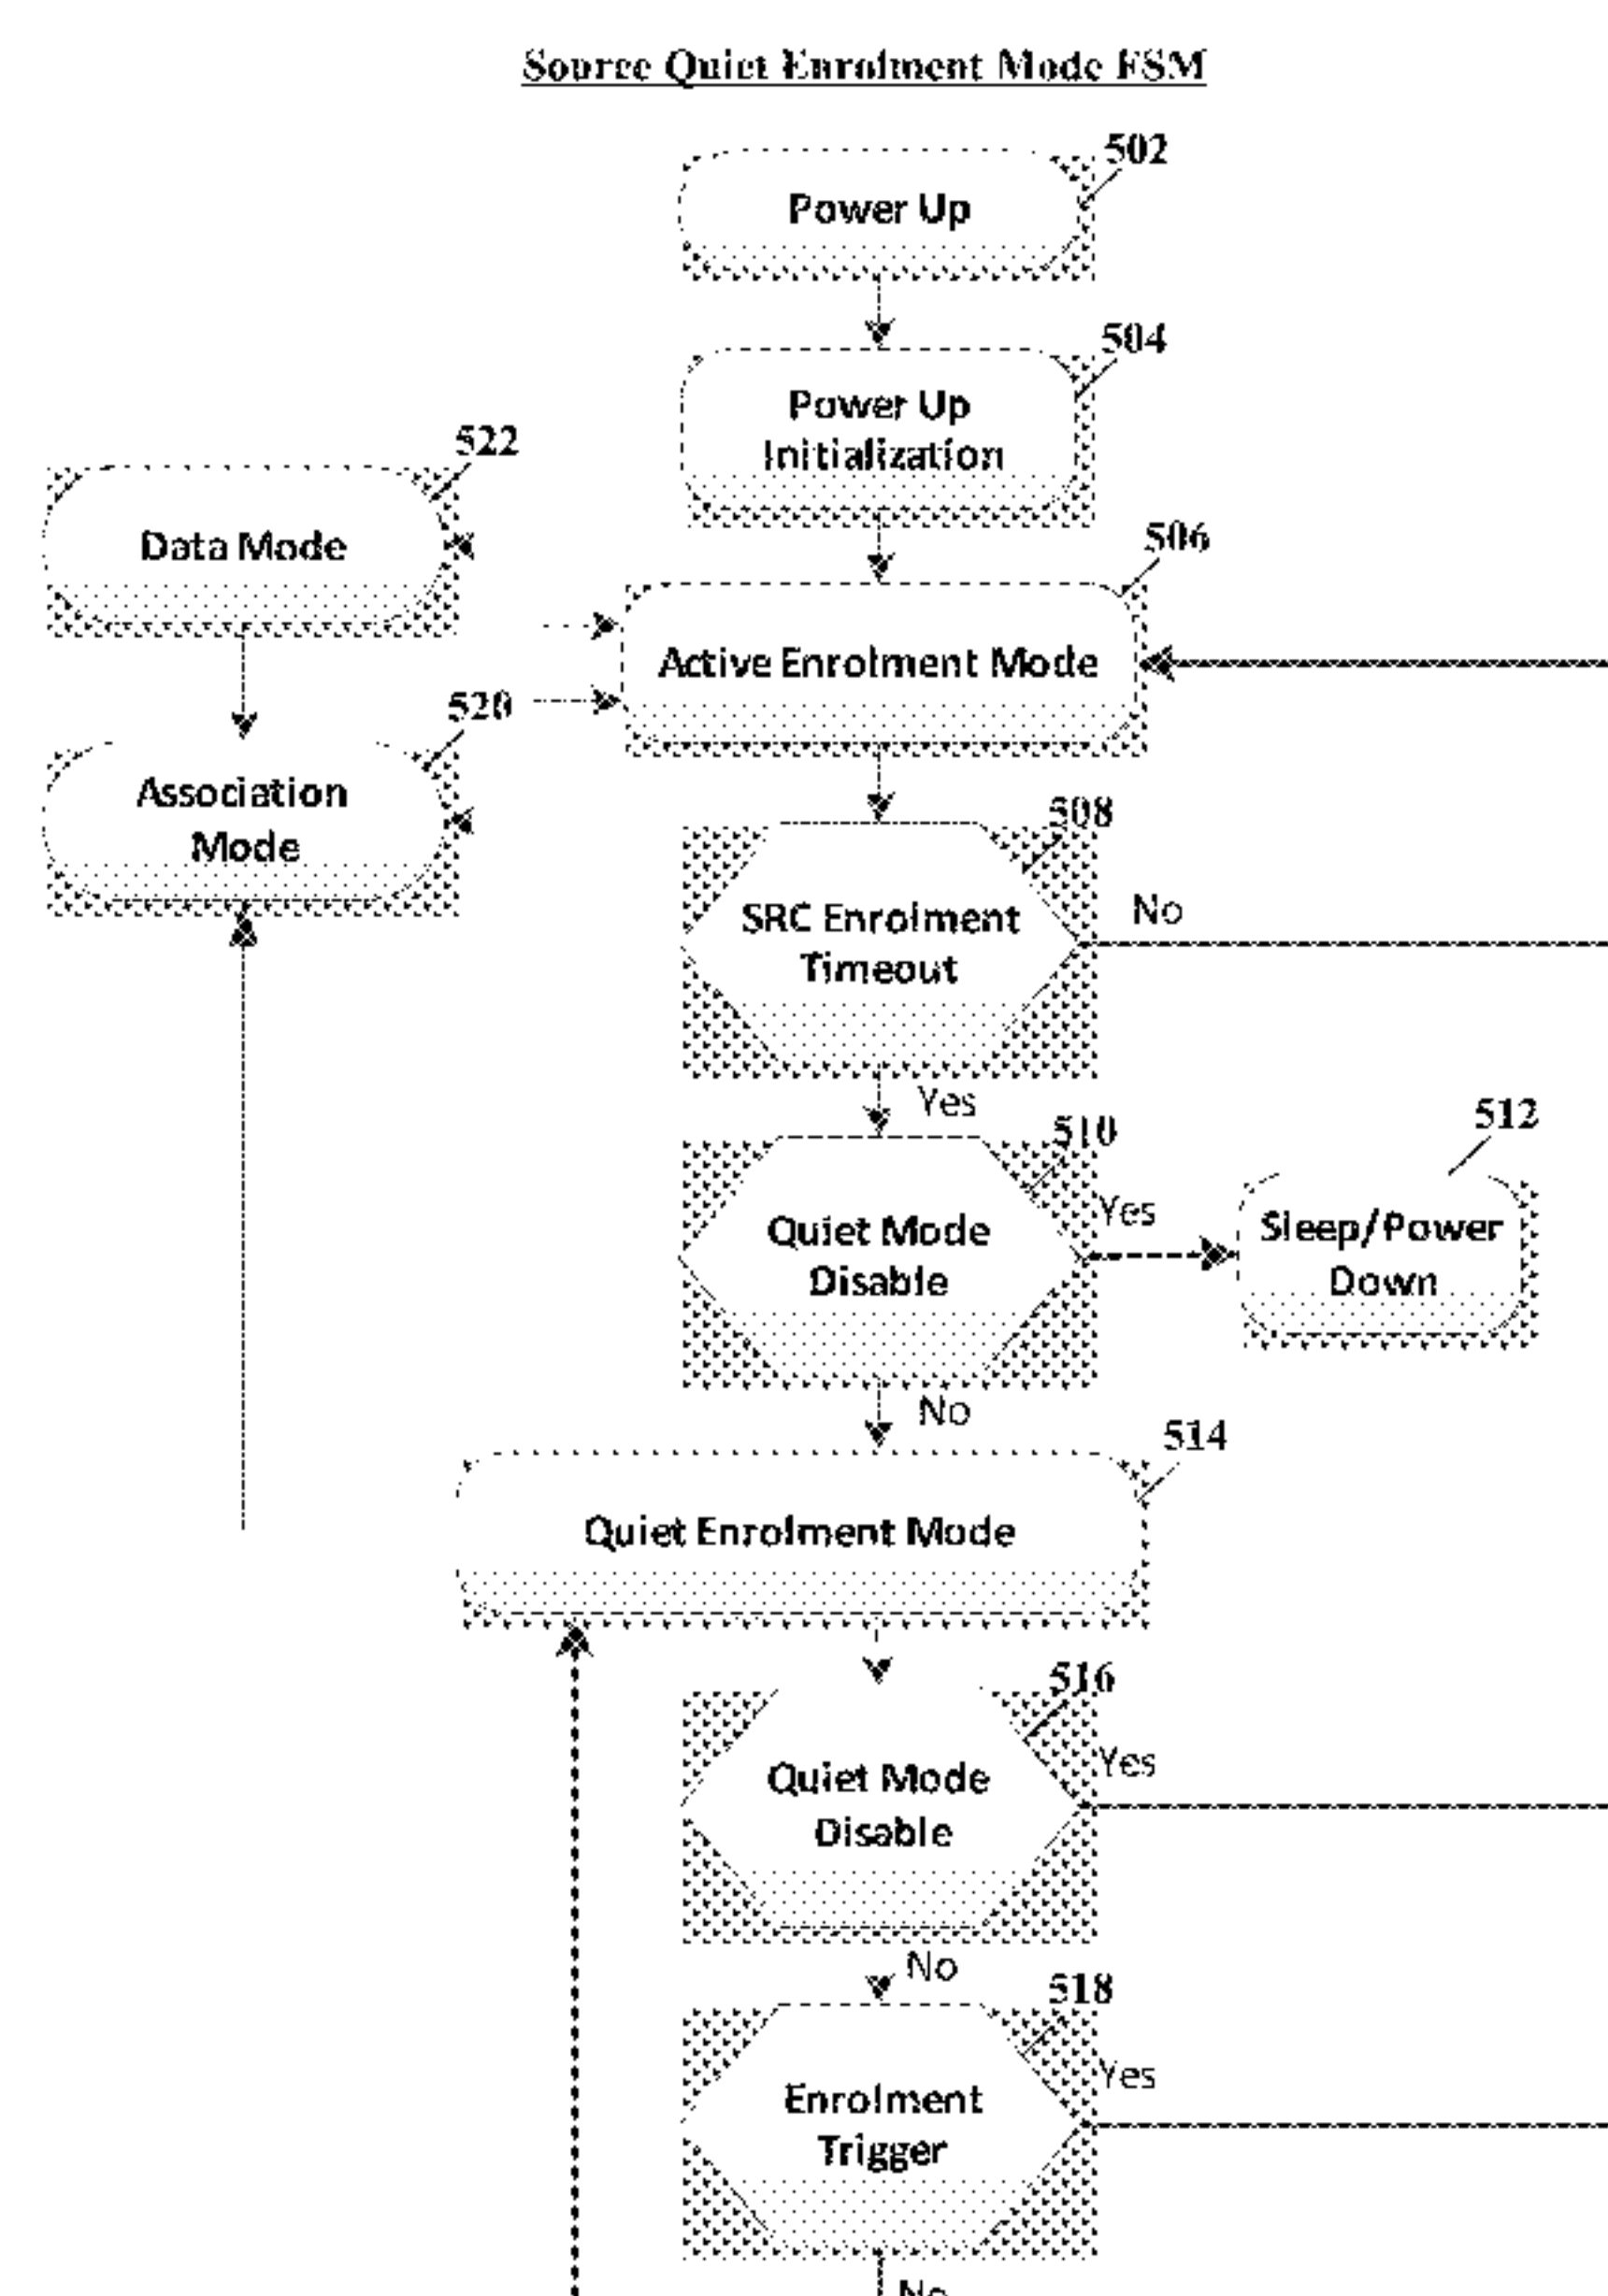 Source Quiet Enrolment Mode FSM
502
Power Up
504
Power Up
Initialization
522
Data Mode
506
Active Enrolment Mode
520
Association
Mode
508
SRC Enrolment
Timeout
No
Yes
510
Quiet Mode
Disable
Yes
512
Sleep/Power
Down
No
514
Quiet Enrolment Mode
516
Quiet Mode
Disable
Yes
No
518
Enrolment
Trigger
Yes
No